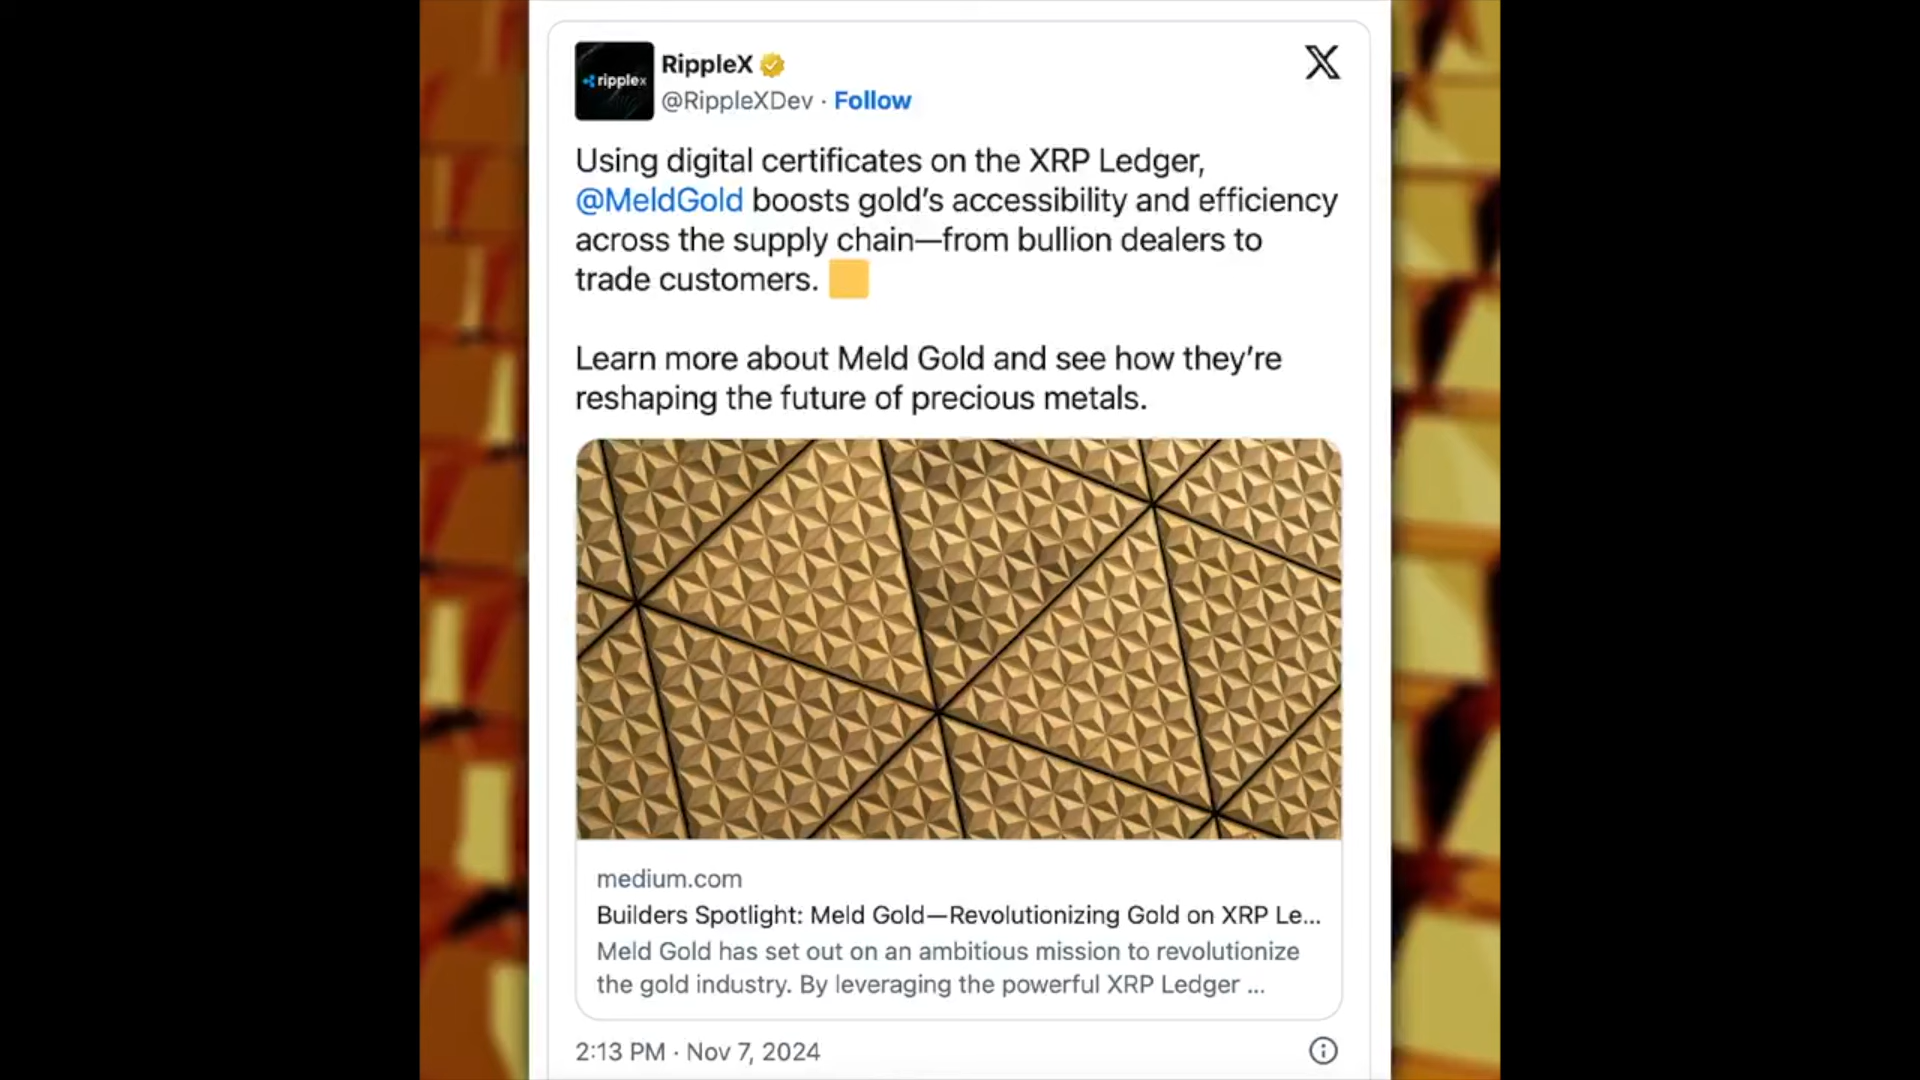 RippleX
@RippleXDev · Follow
ripplex
Using digital certificates on the XRP Ledger,
@MeldGold boosts gold’s accessibility and efficiency
across the supply chain—from bullion dealers to
trade customers.
Learn more about Meld Gold and see how they’re
reshaping the future of precious metals.
medium.com
Builders Spotlight: Meld Gold—Revolutionizing Gold on XRP Le...
Meld Gold has set out on an ambitious mission to revolutionize
the gold industry. By leveraging the powerful XRP Ledger ...
2:13 PM · Nov 7, 2024